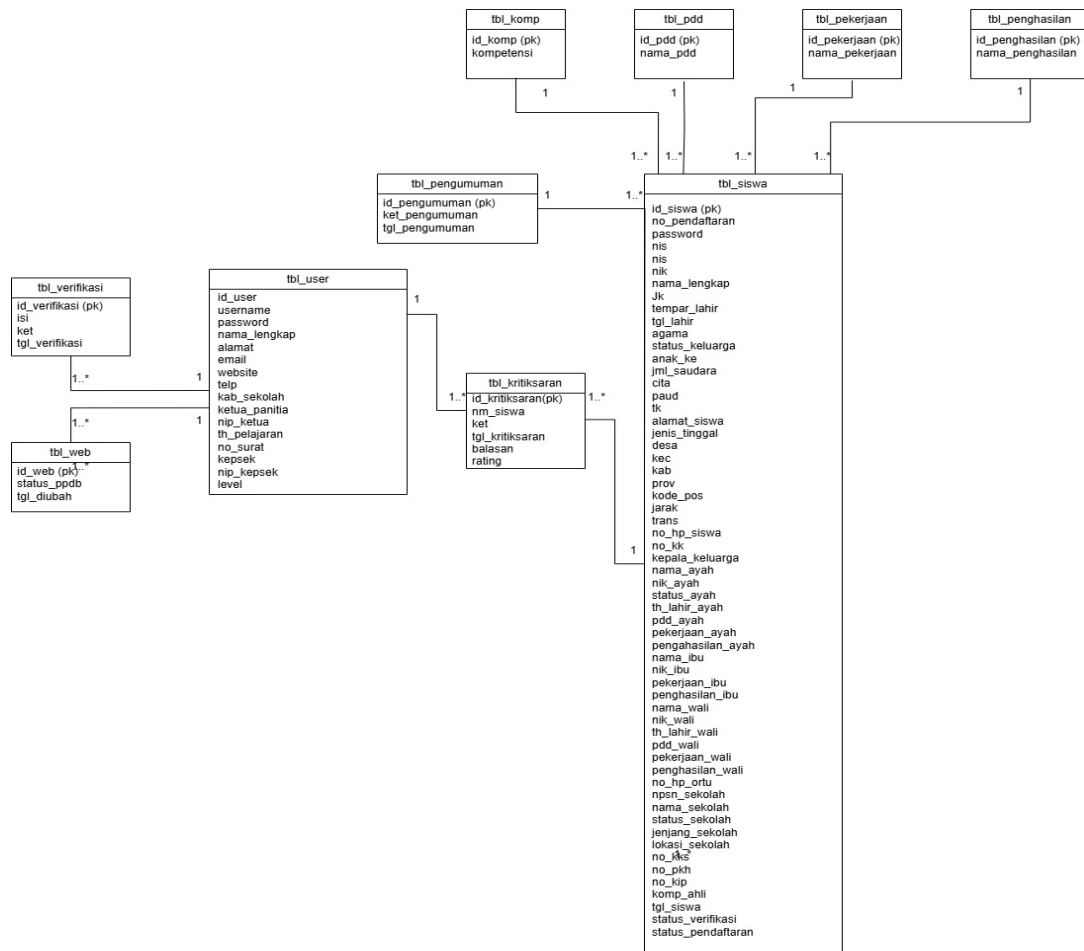 tbl_komp
id_komp (pk)
kompetensi
tbl_pdd
id_pdd (pk)
nama_pdd
tbl_pekerjaan
id_pekerjaan (pk)
nama_pekerjaan
tbl_penghasilan
id_penghasilan (pk)
nama_penghasilan
1
1
1
1
1..*
1..*
1..*
1..*
tbl_pengumuman
id_pengumuman (pk)
ket_pengumuman
tgl_pengumuman
1
1..*
tbl_verifikasi
id_verifikasi (pk)
isi
ket
tgl_verifikasi
1..*
1
tbl_web
id_web (pk)
status_ppdb
tgl_diubah
1..*
1
1..*
tbl_user
id_user
username
password
nama_lengkap
alamat
email
website
telp
kab_sekolah
ketua_panitia
nip_ketua
th_pelajaran
no_surat
kepsek
nip_kepsek
level
1
1..*
tbl_kritiksaran
id_kritiksaran(pk)
nm_siswa
ket
tgl_kritiksaran
balasan
rating
1..*
1
tbl_siswa
id_siswa (pk)
no_pendaftaran
password
nis
nis
nik
nama_lengkap
Jk
tempar_lahir
tgl_lahir
agama
status_keluarga
anak_ke
jml_saudara
cita
paud
tk
alamat_siswa
jenis_tinggal
desa
kec
kab
prov
kode_pos
jarak
trans
no_hp_siswa
no_kk
kepala_keluarga
nama_ayah
nik_ayah
status_ayah
th_lahir_ayah
pdd_ayah
pekerjaan_ayah
pengahasilan_ayah
nama_ibu
nik_ibu
pekerjaan_ibu
penghasilan_ibu
nama_wali
nik_wali
th_lahir_wali
pdd_wali
pekerjaan_wali
penghasilan_wali
no_hp_ortu
npsn_sekolah
nama_sekolah
status_sekolah
jenjang_sekolah
lokasi_sekolah
no_kks
1..*
no_pkh
no_kip
komp_ahli
tgl_siswa
status_verifikasi
status_pendaftaran